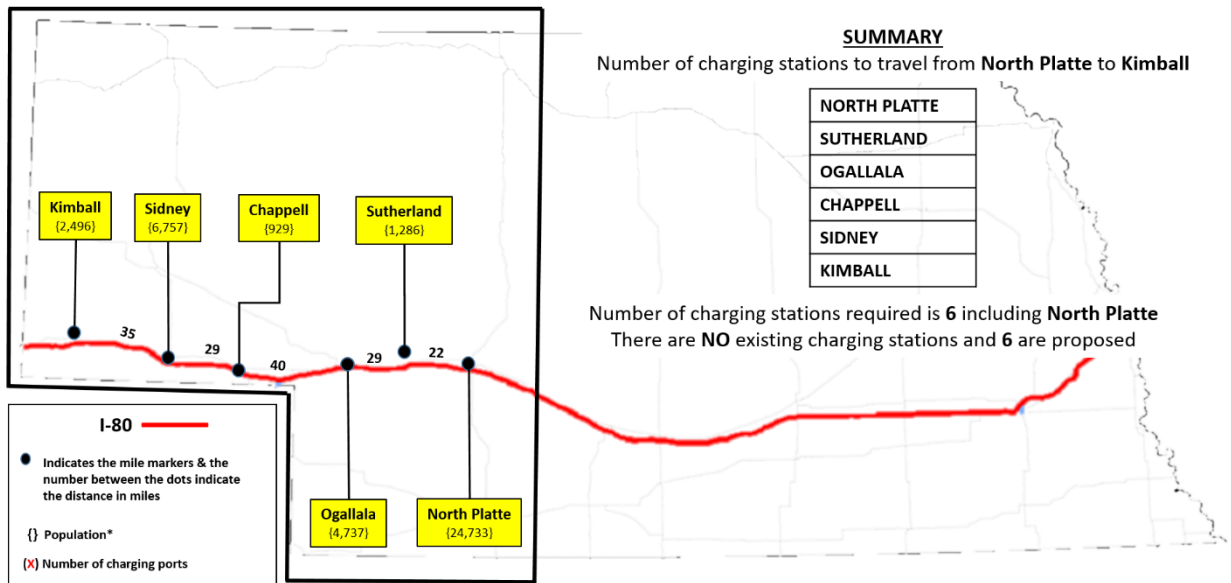 SUMMARY
Number of charging stations to travel from North Platte to Kimball
NORTH PLATTE
SUTHERLAND
OGALLALA
CHAPPELL
SIDNEY
KIMBALL
Number of charging stations required is 6 including North Platte
There are NO existing charging stations and 6 are proposed
Kimball
{2,496}
Sidney
{6,757}
Chappell
{929}
Sutherland
{1,286}
35
29
40
29
22
Ogallala
{4,737}
North Platte
{24,733}
I-80
Indicates the mile markers & the
number between the dots indicate
the distance in miles
{} Population*
(X) Number of charging ports